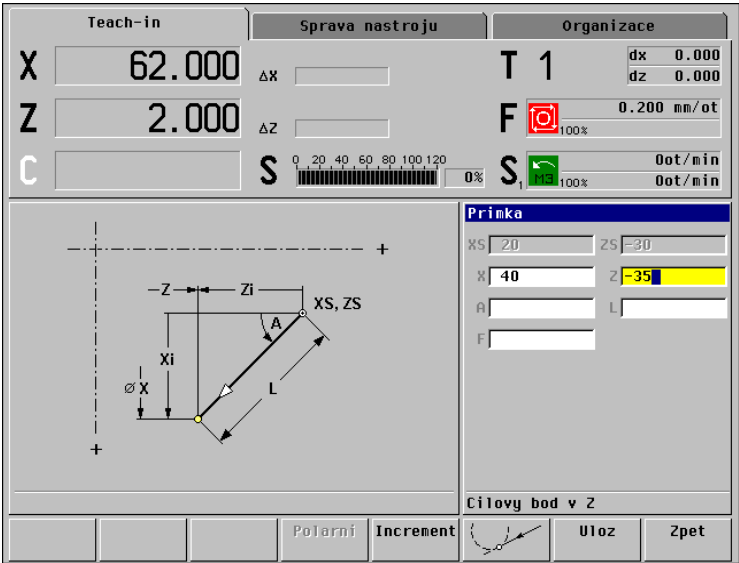 Teach-in Sprava nastroju Organizace
X 62.000 ΔX T 1 dx 0.000
dz 0.000
Z 2.000 ΔZ F 100% 0.200 mm/ot
C S 0 20 40 60 80 100 120 0% S1 M3 100% 0ot/min
0ot/min
Primka
XS 20 ZS -30
X 40 Z -35
A L
F
+
-Z Zi XS, ZS
A
Xi
⌀ X L
+
Cilovy bod v Z
Polarni Increment Uloz Zpet